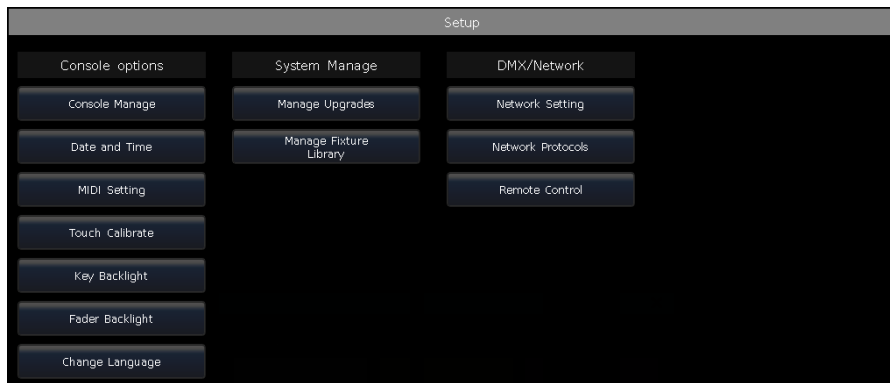 Setup
Console options
Console Manage
Date and Time
MIDI Setting
Touch Calibrate
Key Backlight
Fader Backlight
Change Language
System Manage
Manage Upgrades
Manage Fixture
Library
DMX/Network
Network Setting
Network Protocols
Remote Control